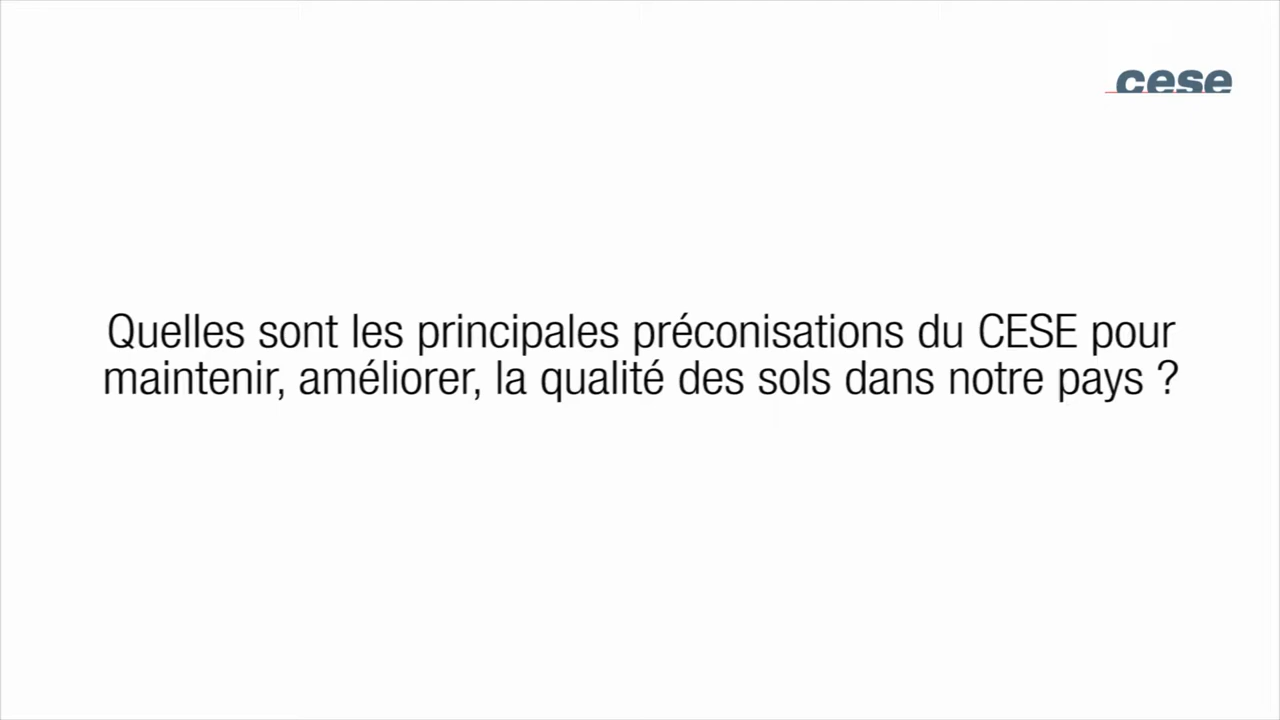 cese
Quelles sont les principales préconisations du CESE pour
maintenir, améliorer, la qualité des sols dans notre pays ?